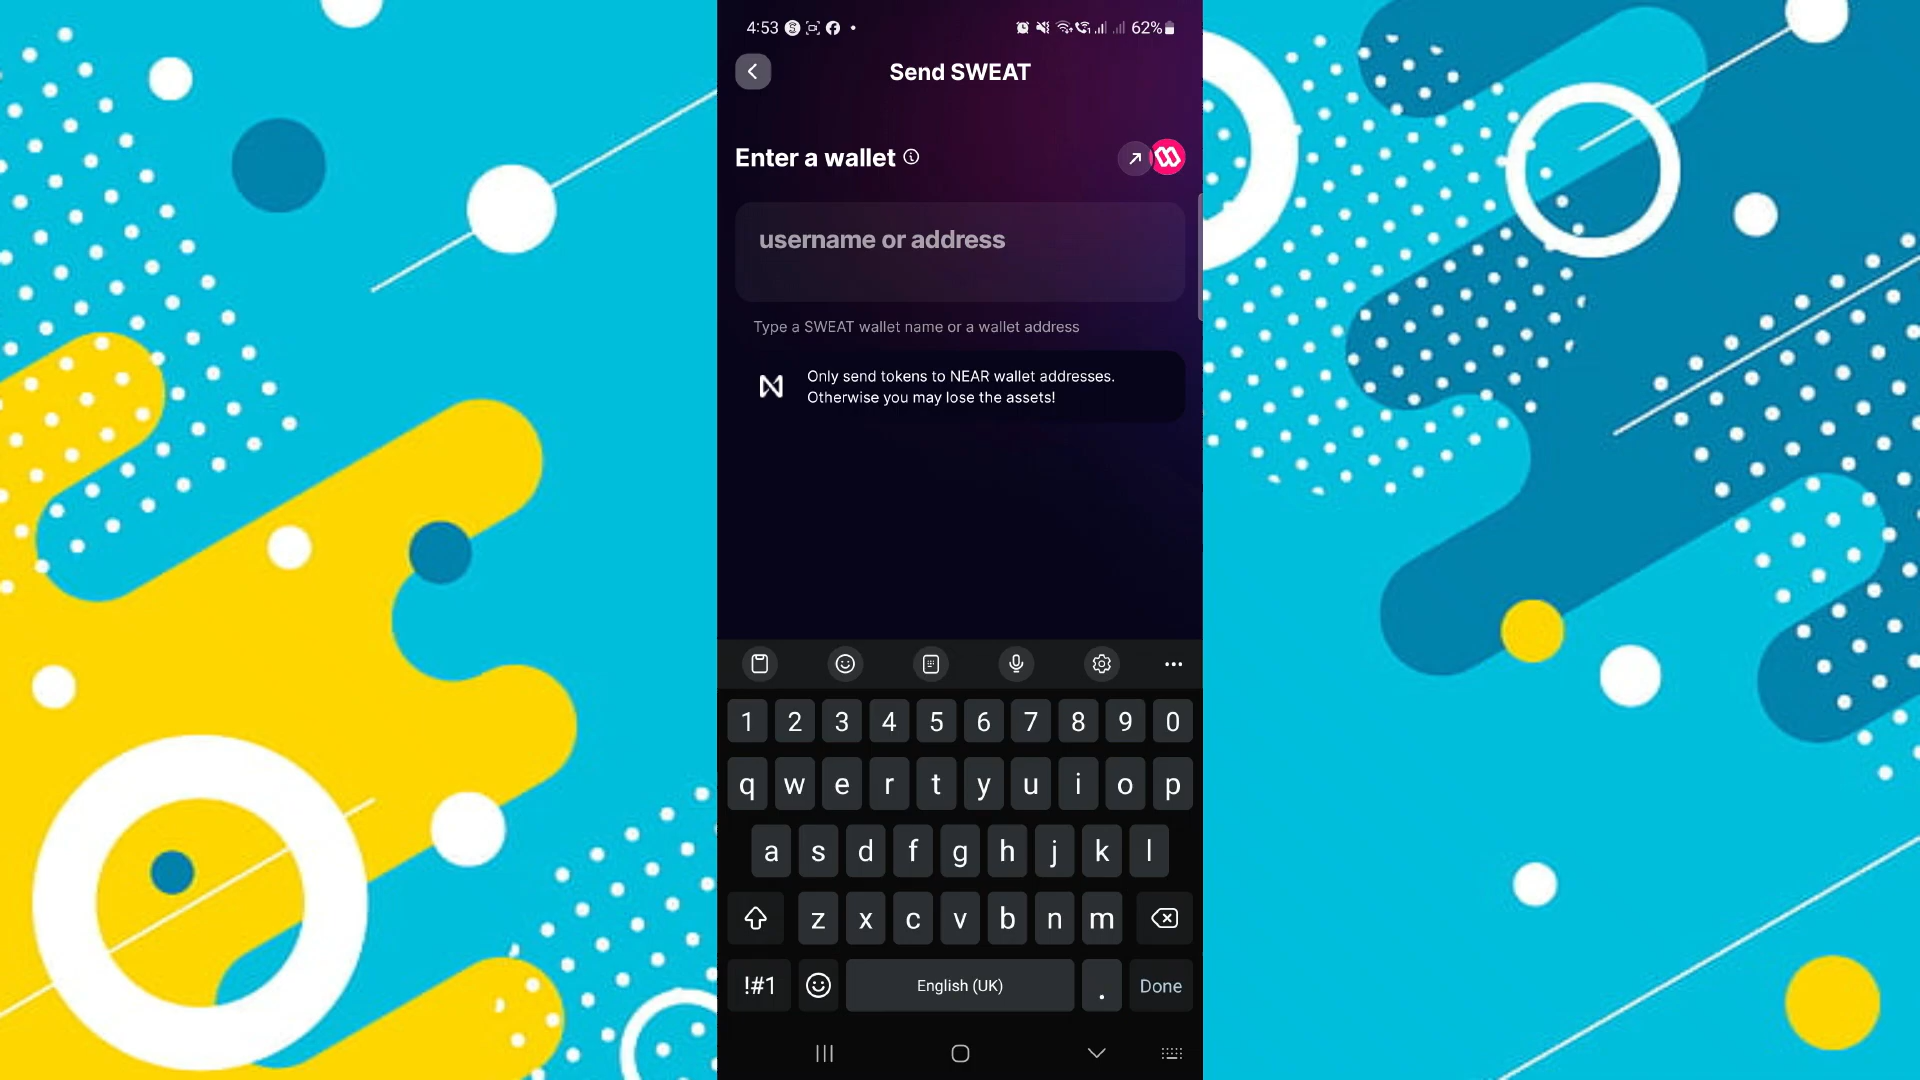 4:53 62%
Send SWEAT
Enter a wallet
username or address
Type a SWEAT wallet name or a wallet address
Only send tokens to NEAR wallet addresses.
Otherwise you may lose the assets!
1 2 3 4 5 6 7 8 9 0
q w e r t y u i o p
a s d f g h j k l
z x c v b n m
!#1 English (UK) . Done